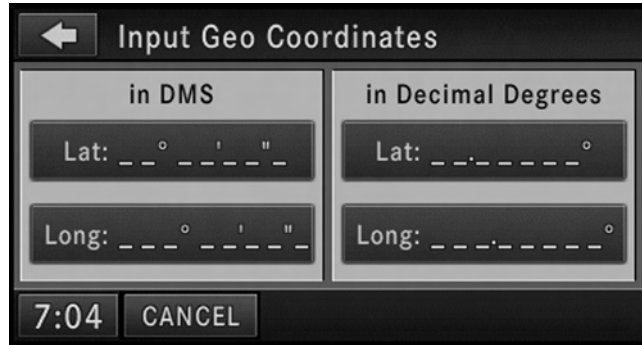 Input Geo Coordinates
in DMS
Lat: _ _° _ _' _ _"_
Long: _ _ _° _ _' _ _"_
in Decimal Degrees
Lat: _ _._ _ _ _ _°
Long: _ _ _._ _ _ _ _°
7:04
CANCEL